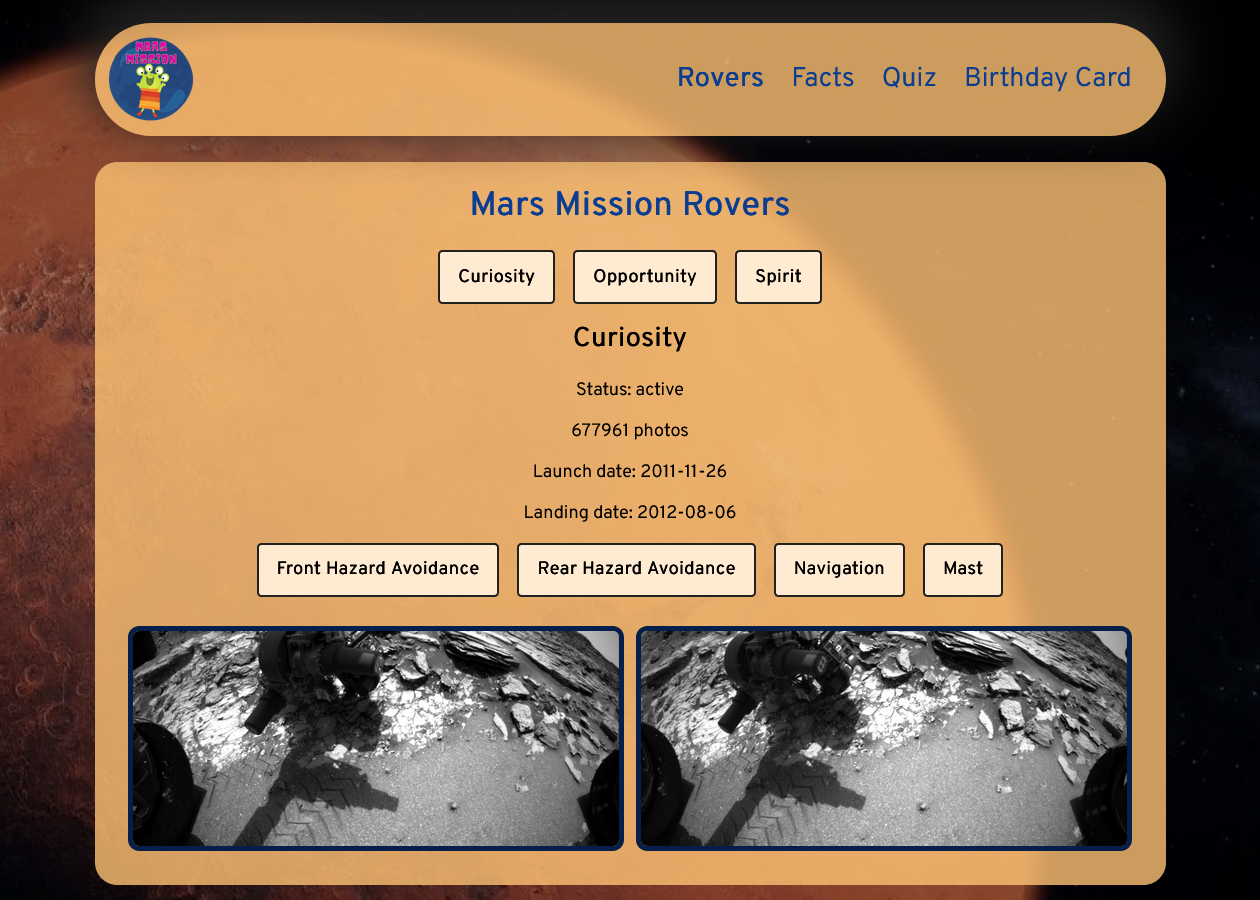 MARS
MISSION
Rovers Facts Quiz Birthday Card
Mars Mission Rovers
Curiosity Opportunity Spirit
Curiosity
Status: active
677961 photos
Launch date: 2011-11-26
Landing date: 2012-08-06
Front Hazard Avoidance Rear Hazard Avoidance Navigation Mast